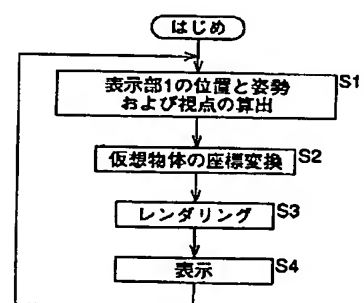 はじめ
表示部1の位置と姿勢
および視点の算出
S1
仮想物体の座標変換
S2
レンダリング
S3
表示
S4